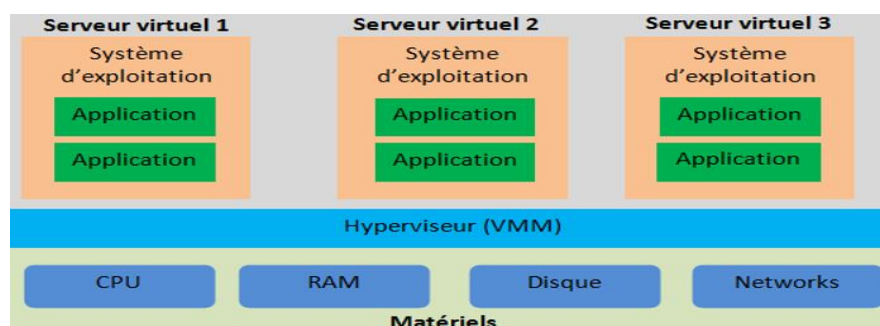 Serveur virtuel 1
Serveur virtuel 2
Serveur virtuel 3
Système
d'exploitation
Application
Application
Système
d'exploitation
Application
Application
Système
d'exploitation
Application
Application
Hyperviseur (VMM)
CPU
RAM
Disque
Networks
Matériels